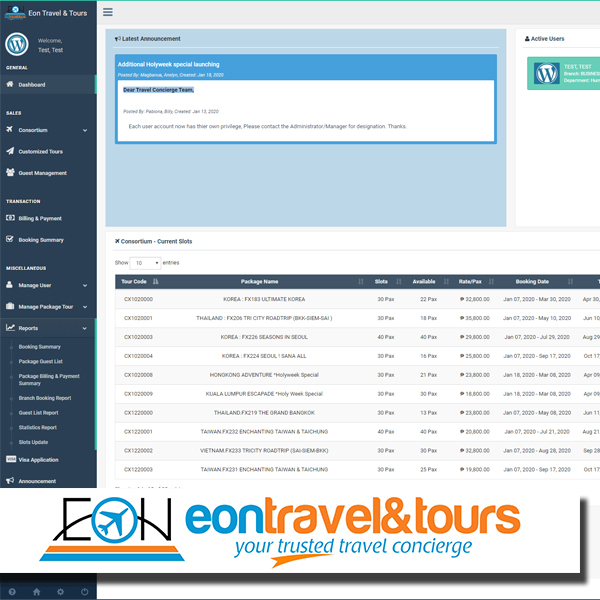 Eon Travel & Tours
Welcome,
Test, Test
GENERAL
Dashboard
SALES
Consortium
Customized Tours
Guest Management
TRANSACTION
Billing & Payment
Booking Summary
MISCELLANEOUS
Manage User
Manage Package Tour
Reports
Booking Summary
Package Guest List
Package Billing & Payment
Summary
Branch Booking Report
Guest List Report
Statistics Report
Slots Update
VISA Visa Application
Announcement
Latest Announcement
Additional Holyweek special launching
Posted By: Magbanua, Arelyn, Created: Jan 18, 2020
Dear Travel Concierge Team,
Posted By: Padona, Billy, Created: Jan 13, 2020
Each user account now has thier own privilege, Please contact the Administrator/Manager for designation. Thanks.
Active Users
TEST, TEST
Branch: BUSINES
Department: Hum
Consortium - Current Slots
Show 10 entries
Tour Code Package Name Slots Available Rate/Pax Booking Date T
CX1020000 KOREA : FX183 ULTIMATE KOREA 30 Pax 22 Pax ₱ 32,800.00 Jan 07, 2020 - Mar 30, 2020 Apr 05
CX1020001 THAILAND : FX206 TRI CITY ROADTRIP (BKK-SIEM-SAI ) 30 Pax 18 Pax ₱ 35,800.00 Jan 07, 2020 - May 10, 2020 Jun 10
CX1020003 KOREA : FX226 SEASONS IN SEOUL 40 Pax 40 Pax ₱ 29,800.00 Jan 07, 2020 - Jul 29, 2020 Aug 29
CX1020004 KOREA : FX224 SEOUL ! SANA ALL 30 Pax 16 Pax ₱ 25,800.00 Jan 07, 2020 - Sep 17, 2020 Oct 17
CX1020008 HONGKONG ADVENTURE *Holyweek Special 30 Pax 21 Pax ₱ 23,800.00 Jan 18, 2020 - Mar 08, 2020 Apr 08
CX1020009 KUALA LUMPUR ESCAPADE *Holy Week Special 30 Pax 30 Pax ₱ 18,800.00 Jan 18, 2020 - Mar 08, 2020 Apr 09
CX1220000 THAILAND.FX219 THE GRAND BANGKOK 30 Pax 13 Pax ₱ 23,800.00 Jan 07, 2020 - May 08, 2020 Jun 11
CX1220001 TAIWAN.FX232 ENCHANTING TAIWAN & TAICHUNG 40 Pax 40 Pax ₱ 20,800.00 Jan 07, 2020 - Jul 21, 2020 Aug 21
CX1220002 VIETNAM.FX233 TRICITY ROADTRIP (SAI-SIEM-BKK) 30 Pax 30 Pax ₱ 32,800.00 Jan 07, 2020 - Aug 28, 2020 Sep 28
CX1220003 TAIWAN.FX231 ENCHANTING TAIWAN & TAICHUNG 30 Pax 25 Pax ₱ 19,800.00 Jan 07, 2020 - Sep 17, 2020 Oct 17
EON eontravel&tours
your trusted travel concierge